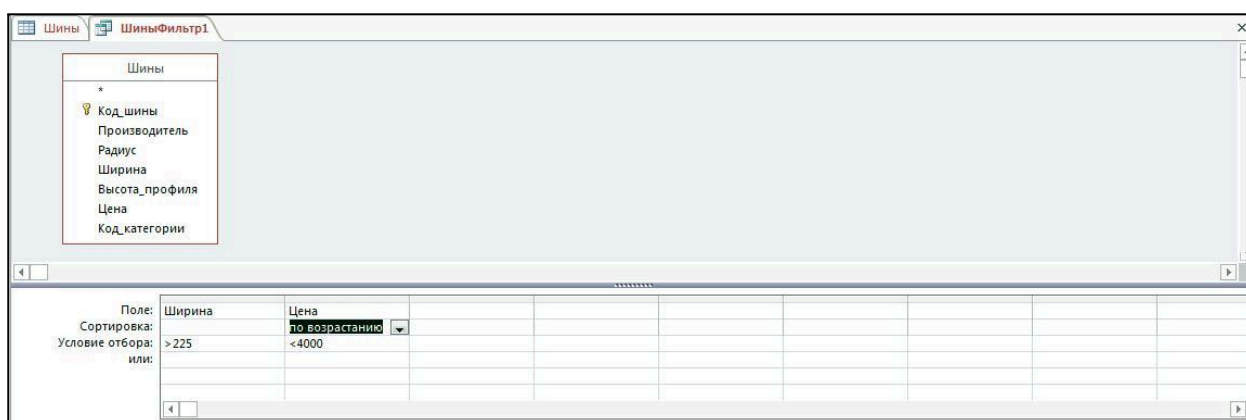 Шины ШиныФильтр1
Шины
*
Код_шины
Производитель
Радиус
Ширина
Высота_профиля
Цена
Код_категории
Поле: Ширина Цена
Сортировка: по возрастанию
Условие отбора: >225 <4000
или: